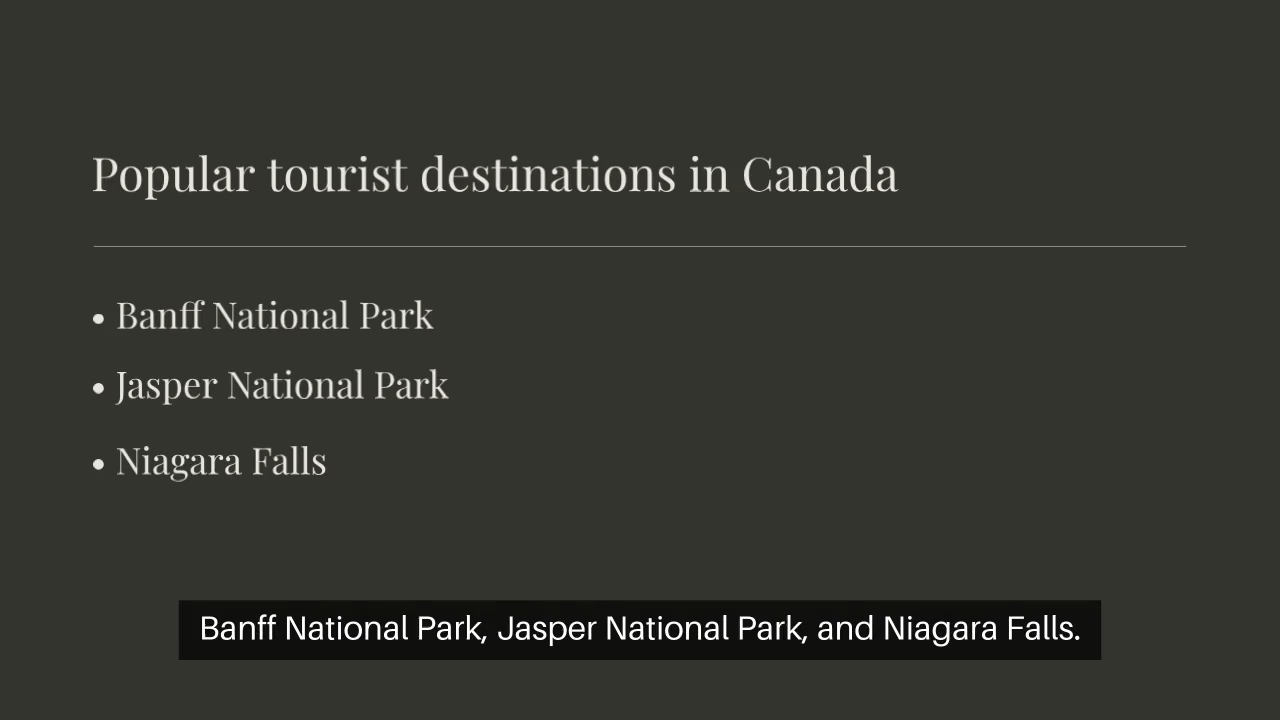 Popular tourist destinations in Canada
• Banff National Park
• Jasper National Park
• Niagara Falls
Banff National Park, Jasper National Park, and Niagara Falls.